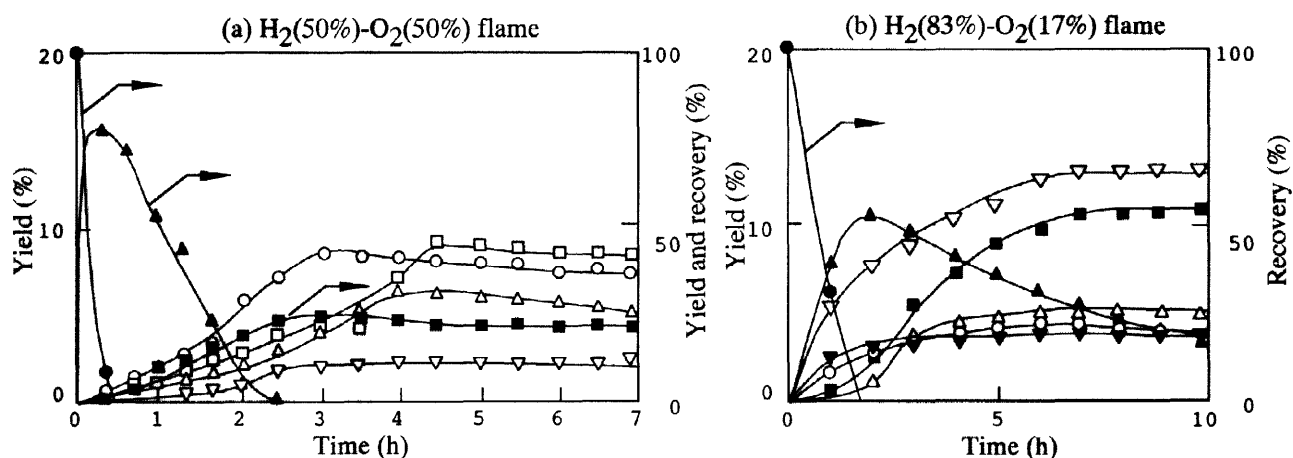 (a) H2(50%)-O2(50%) flame
20
10
0
Yield (%)
100
50
0
Yield and recovery (%)
0 1 2 3 4 5 6 7
Time (h)
(b) H2(83%)-O2(17%) flame
20
10
0
Yield (%)
100
50
0
Recovery (%)
0 5 10
Time (h)